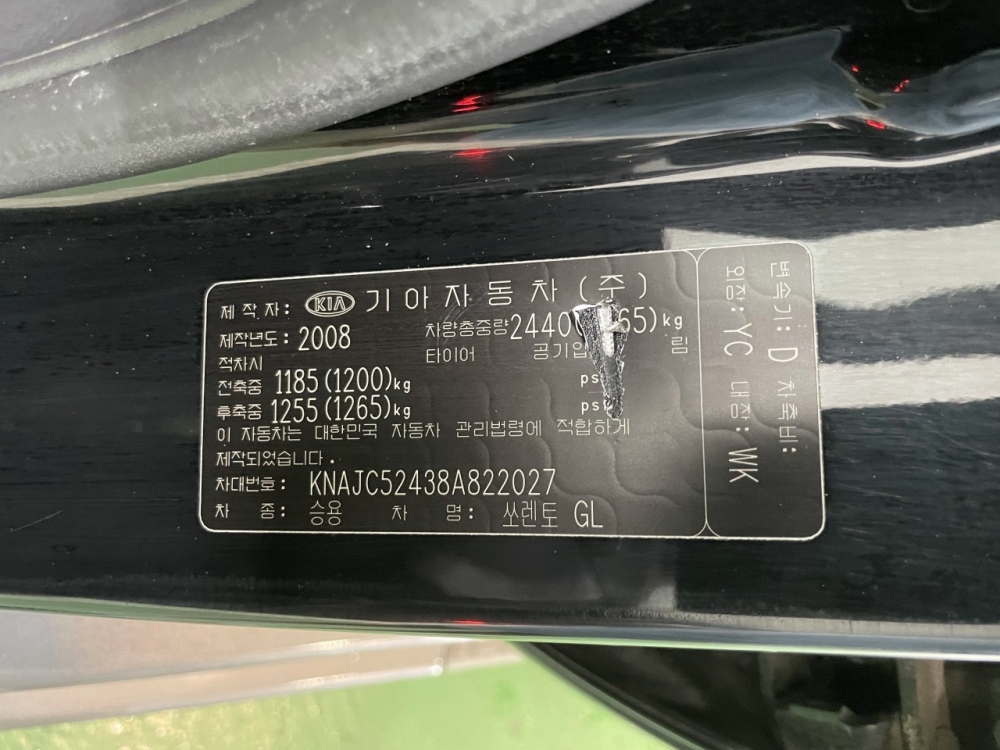 제 작 자: KIA 기아자동차(주)
제작년도: 2008 차량총중량 2440( 65)kg
적차시 타이어 공기압 림
전축중 1185(1200)kg psi
후축중 1255(1265)kg psi
이 자동차는 대한민국 자동차 관리법령에 적합하게
제작되었습니다.
차대번호: KNAJC52438A822027
차 종: 승용 차 명: 쏘렌토 GL
변속기: D 차축비:
외장: YC 내장: WK